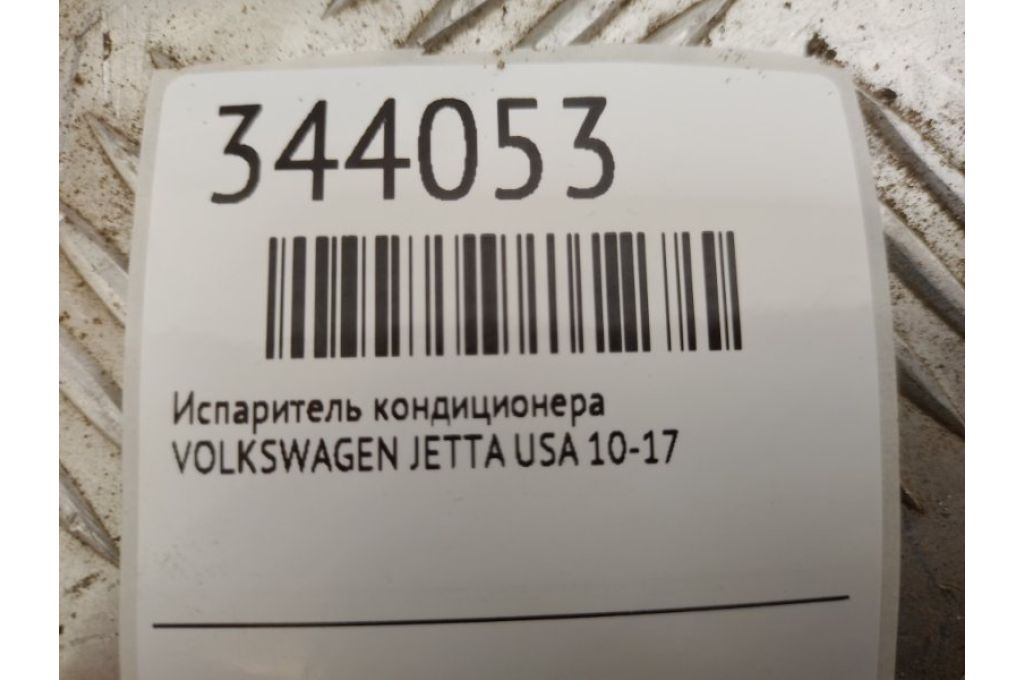 344053
Испаритель кондиционера
VOLKSWAGEN JETTA USA 10-17